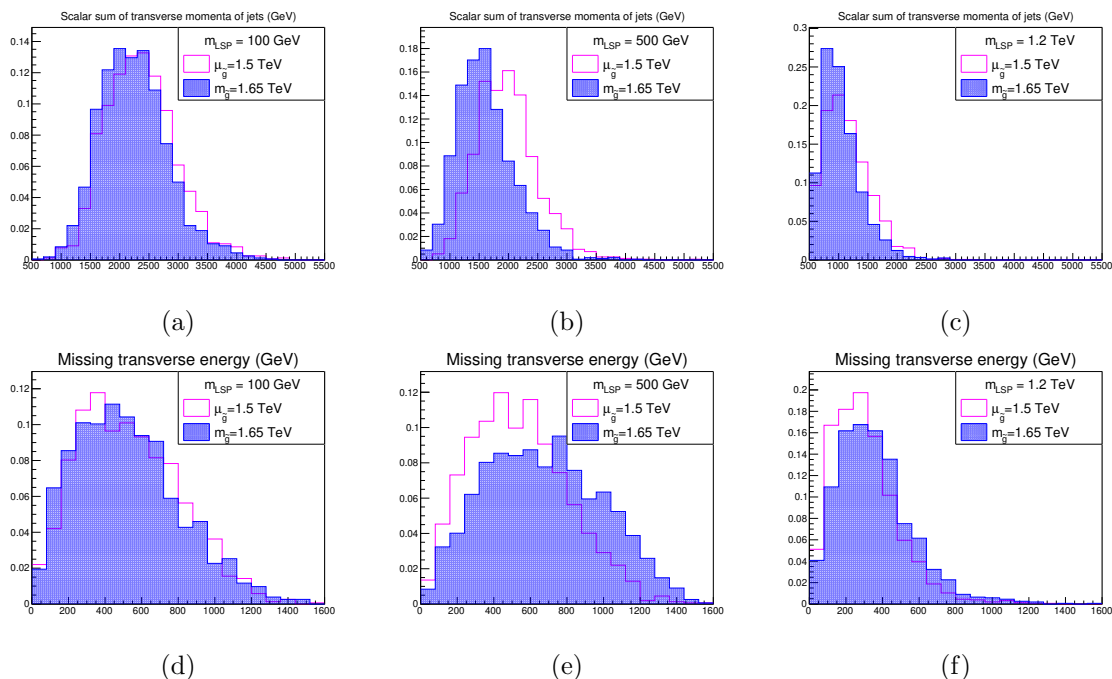 Scalar sum of transverse momenta of jets (GeV)
m_LSP = 100 GeV
μ_g̃=1.5 TeV
m_g̃=1.65 TeV
0.14
0.12
0.1
0.08
0.06
0.04
0.02
0
500 1000 1500 2000 2500 3000 3500 4000 4500 5000 5500
(a)
Scalar sum of transverse momenta of jets (GeV)
m_LSP = 500 GeV
μ_g̃=1.5 TeV
m_g̃=1.65 TeV
0.18
0.16
0.14
0.12
0.1
0.08
0.06
0.04
0.02
0
500 1000 1500 2000 2500 3000 3500 4000 4500 5000 5500
(b)
Scalar sum of transverse momenta of jets (GeV)
m_LSP = 1.2 TeV
μ_g̃=1.5 TeV
m_g̃=1.65 TeV
0.3
0.25
0.2
0.15
0.1
0.05
0
500 1000 1500 2000 2500 3000 3500 4000 4500 5000 5500
(c)
Missing transverse energy (GeV)
m_LSP = 100 GeV
μ_g̃=1.5 TeV
m_g̃=1.65 TeV
0.12
0.1
0.08
0.06
0.04
0.02
0
0 200 400 600 800 1000 1200 1400 1600
(d)
Missing transverse energy (GeV)
m_LSP = 500 GeV
μ_g̃=1.5 TeV
m_g̃=1.65 TeV
0.12
0.1
0.08
0.06
0.04
0.02
0
0 200 400 600 800 1000 1200 1400 1600
(e)
Missing transverse energy (GeV)
m_LSP = 1.2 TeV
μ_g̃=1.5 TeV
m_g̃=1.65 TeV
0.2
0.18
0.16
0.14
0.12
0.1
0.08
0.06
0.04
0.02
0
0 200 400 600 800 1000 1200 1400 1600
(f)